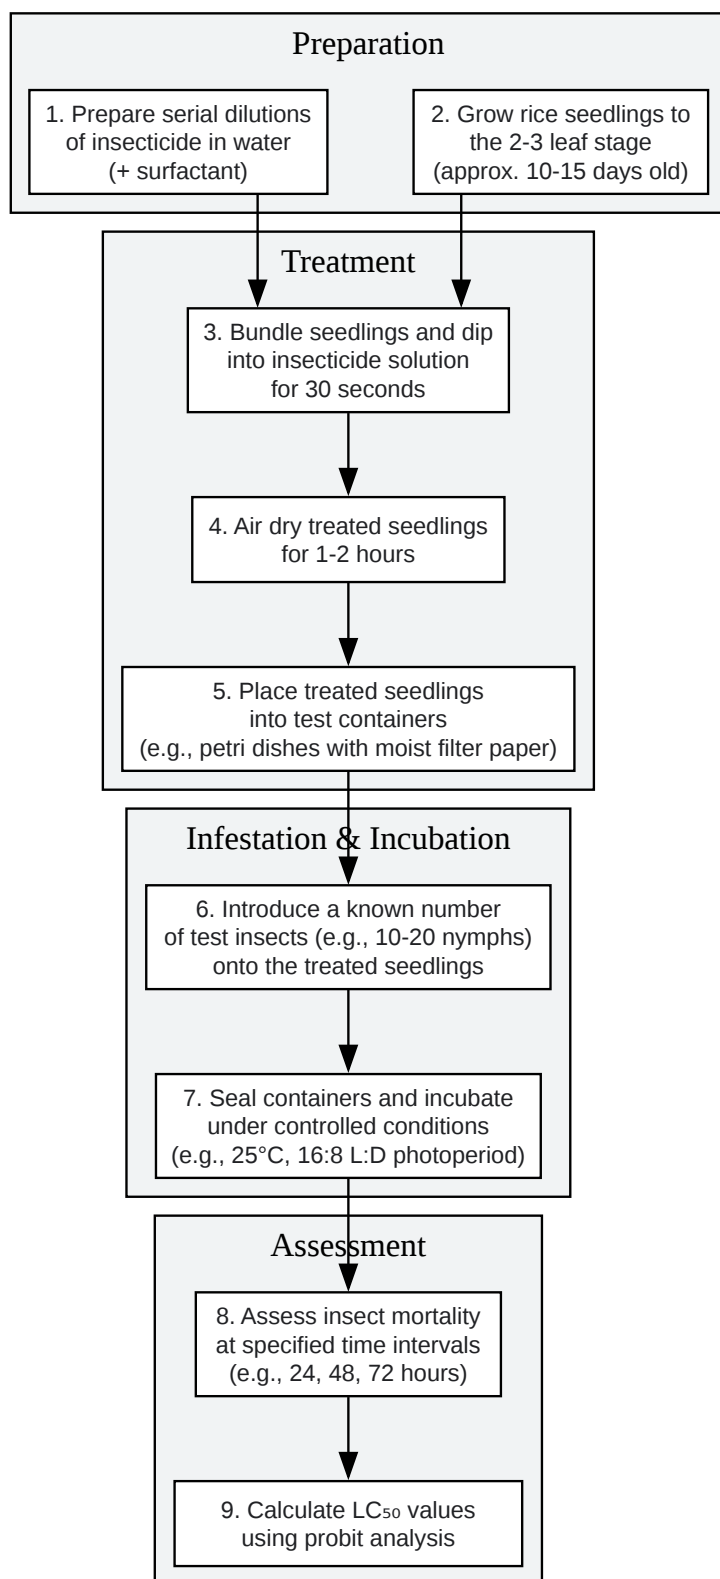 Preparation
1. Prepare serial dilutions
of insecticide in water
(+ surfactant)
2. Grow rice seedlings to
the 2-3 leaf stage
(approx. 10-15 days old)
Treatment
3. Bundle seedlings and dip
into insecticide solution
for 30 seconds
4. Air dry treated seedlings
for 1-2 hours
5. Place treated seedlings
into test containers
(e.g., petri dishes with moist filter paper)
Infestation & Incubation
6. Introduce a known number
of test insects (e.g., 10-20 nymphs)
onto the treated seedlings
7. Seal containers and incubate
under controlled conditions
(e.g., 25°C, 16:8 L:D photoperiod)
Assessment
8. Assess insect mortality
at specified time intervals
(e.g., 24, 48, 72 hours)
9. Calculate LC₅₀ values
using probit analysis